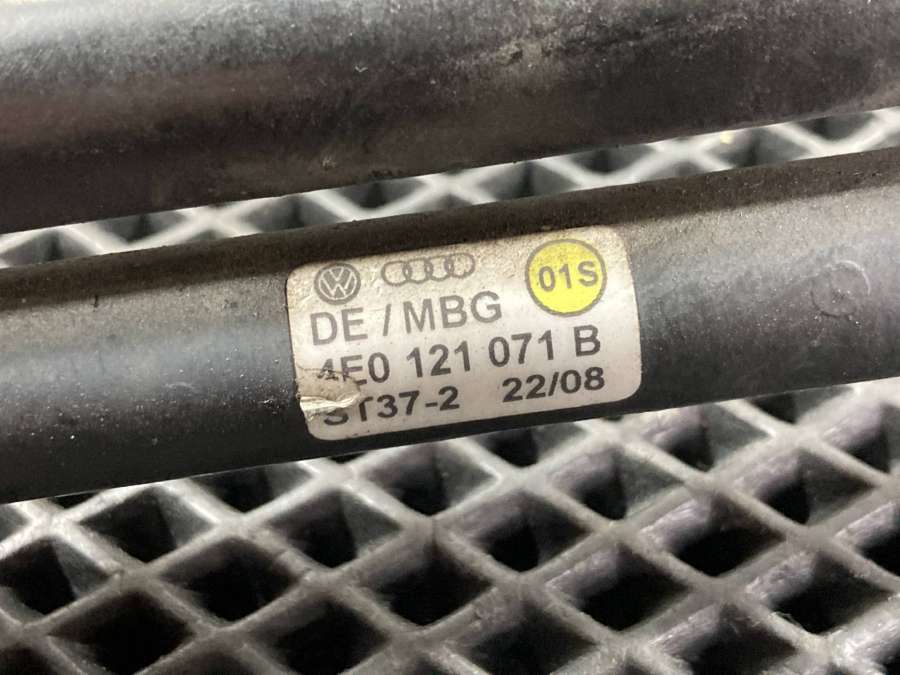 01S
DE / MBG
4E0 121 071 B
ST37-2 22/08